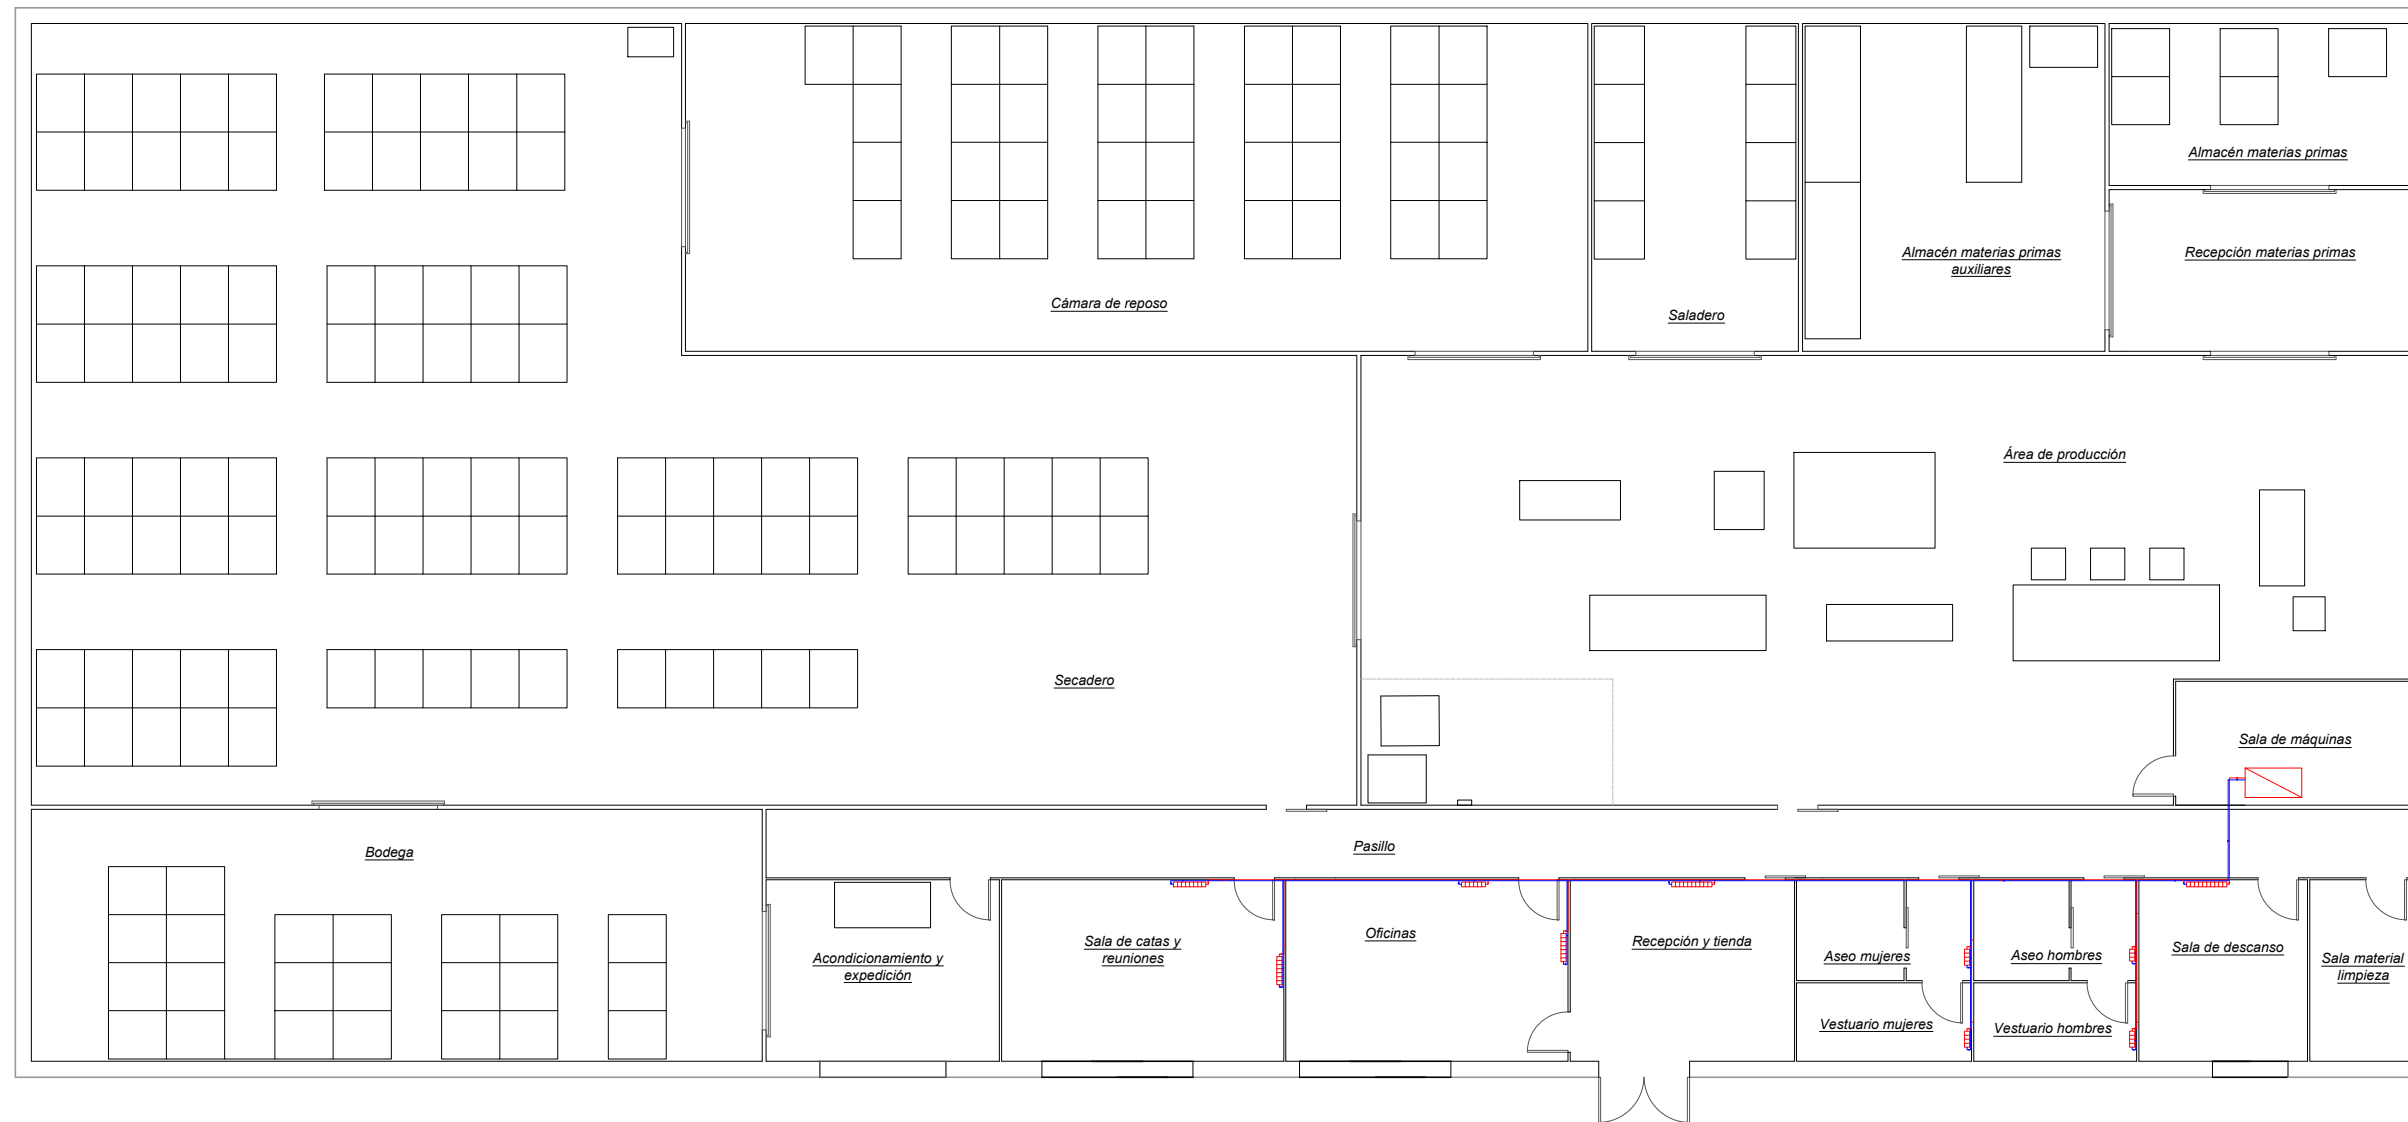 Almacén materias primas
Almacén materias primas
auxiliares
Recepción materias primas
Cámara de reposo
Saladero
Área de producción
Secadero
Sala de máquinas
Bodega
Pasillo
Acondicionamiento y
expedición
Sala de catas y
reuniones
Oficinas
Recepción y tienda
Aseo mujeres
Aseo hombres
Sala de descanso
Sala material
limpieza
Vestuario mujeres
Vestuario hombres